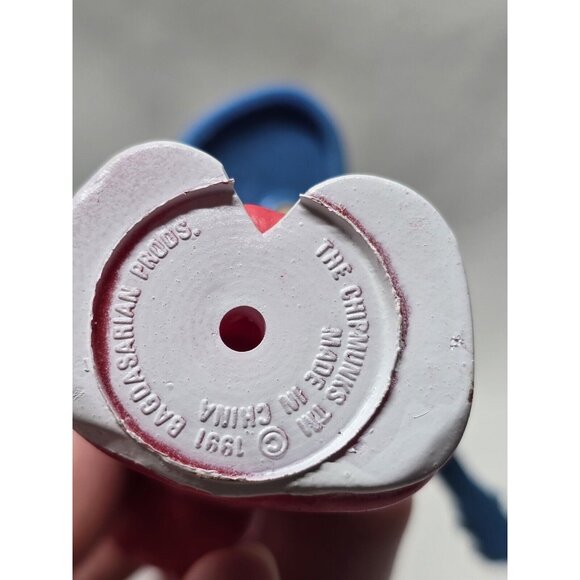 © 1991 BAGDASARIAN PRODS.
THE CHIPMUNKS TM
MADE IN
CHINA